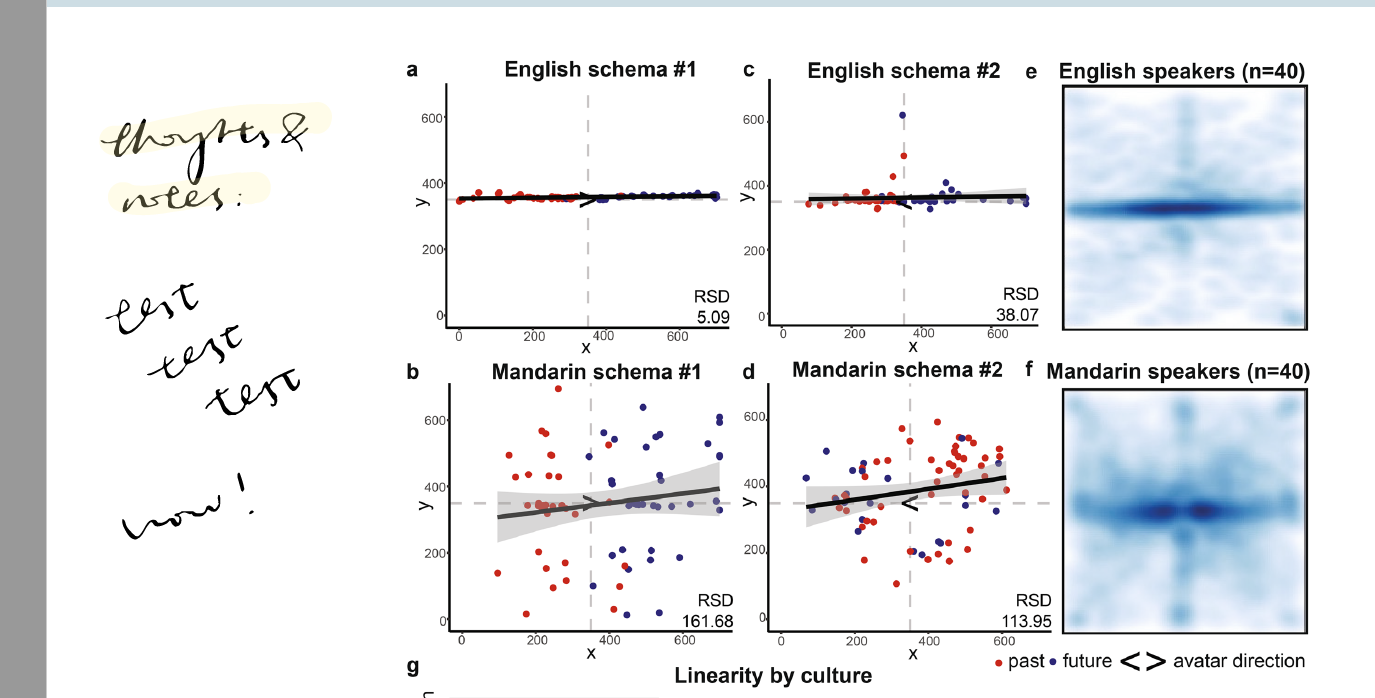 thoughts &
notes:
test
test
test
wow!
a English schema #1
600
400
200
0
y
0 200 400 600
x
RSD
5.09
c English schema #2
600
400
200
0
y
0 200 400 600
x
RSD
38.07
e English speakers (n=40)
b Mandarin schema #1
600
400
200
0
y
0 200 400 600
x
RSD
161.68
d Mandarin schema #2
600
400
200
0
y
0 200 400 600
x
RSD
113.95
f Mandarin speakers (n=40)
past future < > avatar direction
g Linearity by culture